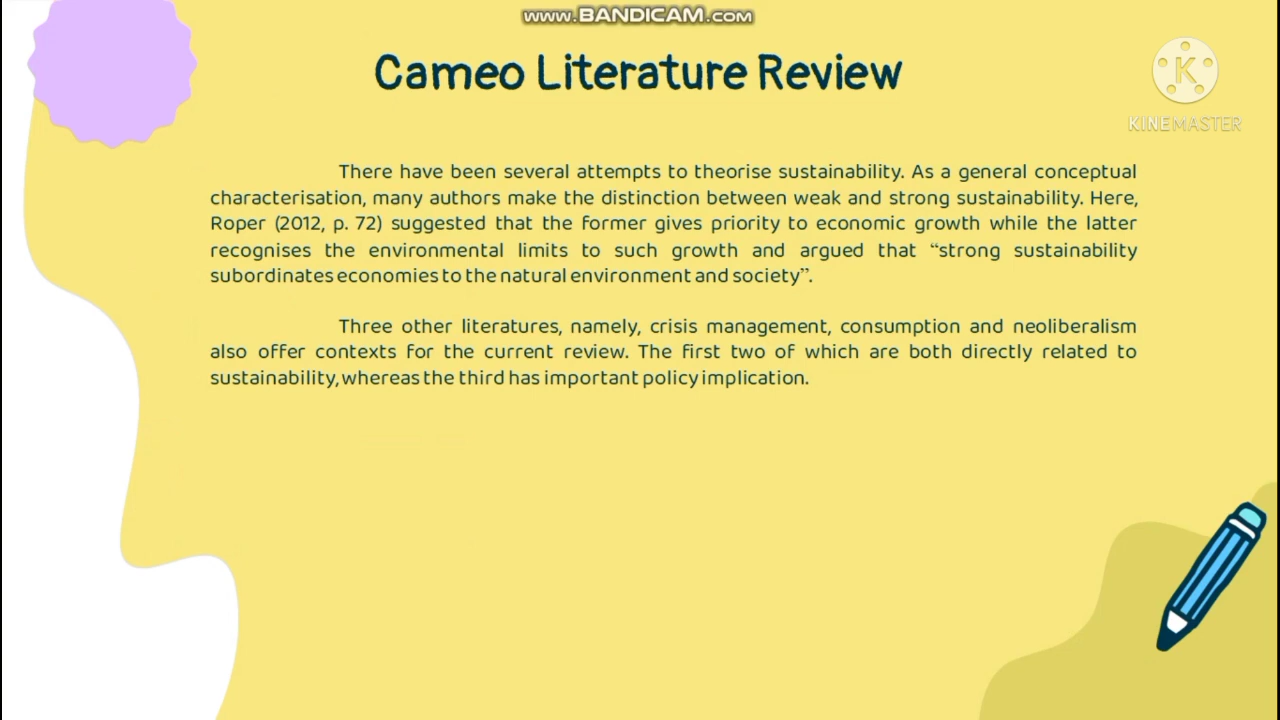 www.BANDICAM.com
Cameo Literature Review
K
KINEMASTER
There have been several attempts to theorise sustainability. As a general conceptual
characterisation, many authors make the distinction between weak and strong sustainability. Here,
Roper (2012, p. 72) suggested that the former gives priority to economic growth while the latter
recognises the environmental limits to such growth and argued that “strong sustainability
subordinates economies to the natural environment and society”.
Three other literatures, namely, crisis management, consumption and neoliberalism
also offer contexts for the current review. The first two of which are both directly related to
sustainability, whereas the third has important policy implication.